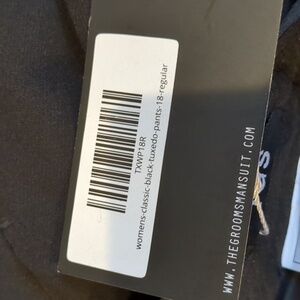 TXWP18R
womens-classic-black-tuxedo-pants-18-regular
WWW.THEGROOMSMANSUIT.COM